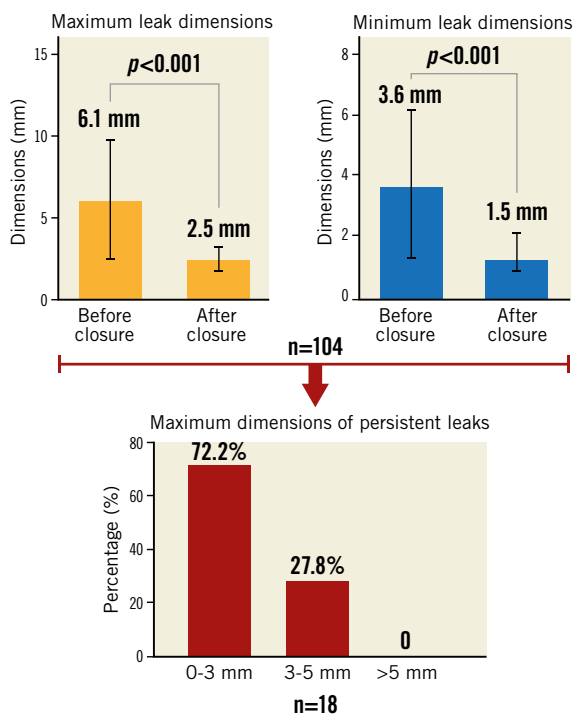 Maximum leak dimensions
15
10
5
0
Dimensions (mm)
p<0.001
6.1 mm
2.5 mm
Before closure
After closure
Minimum leak dimensions
8
6
4
2
0
Dimensions (mm)
p<0.001
3.6 mm
1.5 mm
Before closure
After closure
n=104
Maximum dimensions of persistent leaks
80
60
40
20
0
Percentage (%)
72.2%
27.8%
0
0-3 mm
3-5 mm
>5 mm
n=18